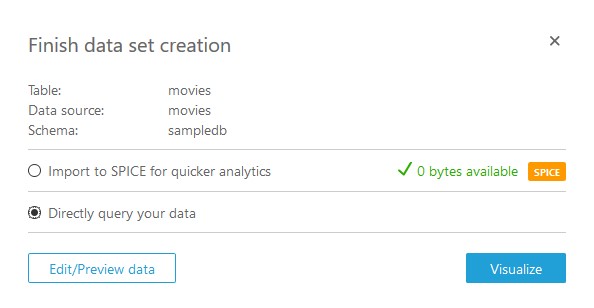 Finish data set creation
Table: movies
Data source: movies
Schema: sampledb
Import to SPICE for quicker analytics 0 bytes available SPICE
Directly query your data
Edit/Preview data Visualize